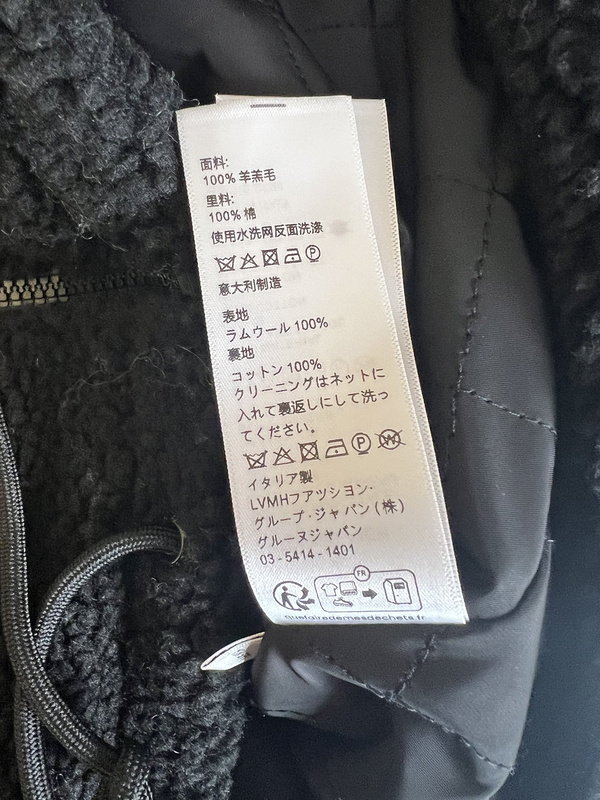 面料:
100% 羊羔毛
里料:
100% 棉
使用水洗网反面洗涤
P
意大利制造
表地
ラムウール 100%
裏地
コットン 100%
クリーニングはネットに
入れて裏返しにして洗っ
てください。
P W
イタリア製
LVMHファッション・
グループ・ジャパン (株)
グルーヌジャパン
03 - 5414 - 1401
FR
quefairedemesdechets.fr